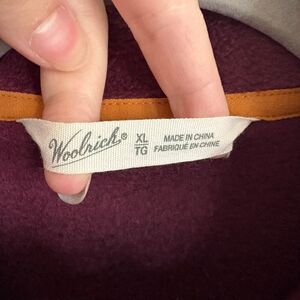 Woolrich®
XL
TG
MADE IN CHINA
FABRIQUÉ EN CHINE